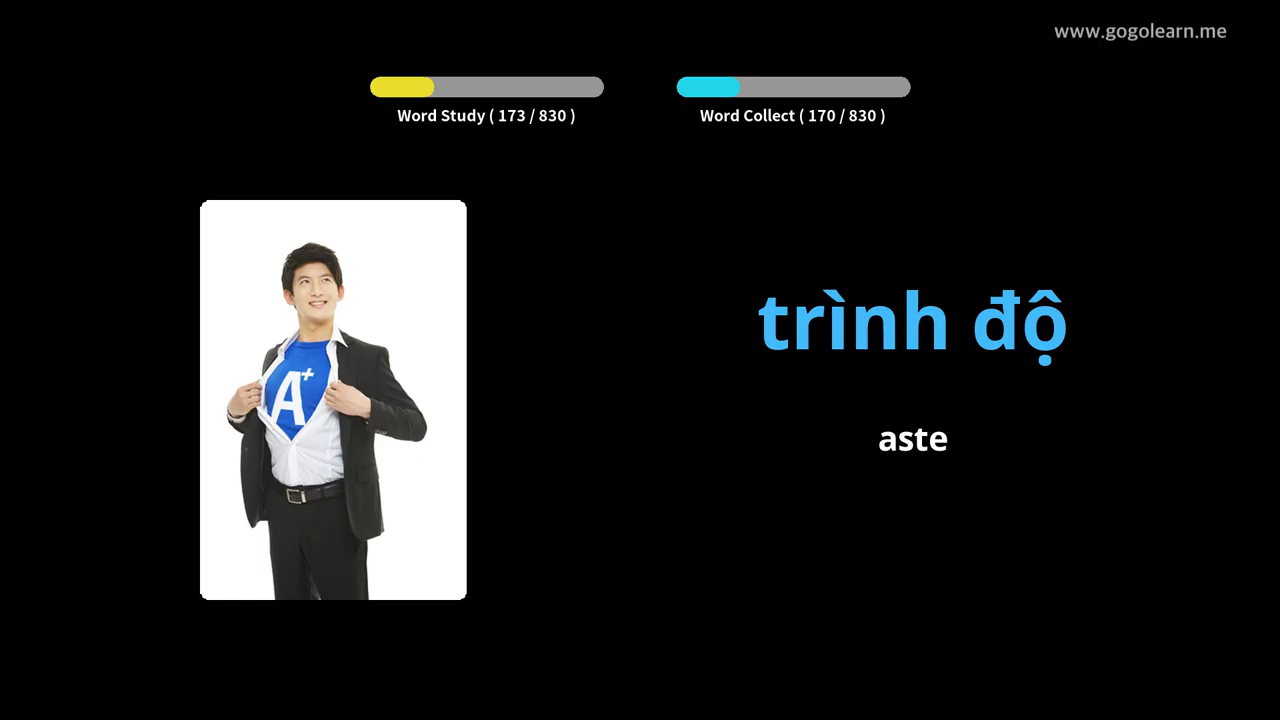 www.gogolearn.me
Word Study ( 173 / 830 )
Word Collect ( 170 / 830 )
A+
trình độ
aste